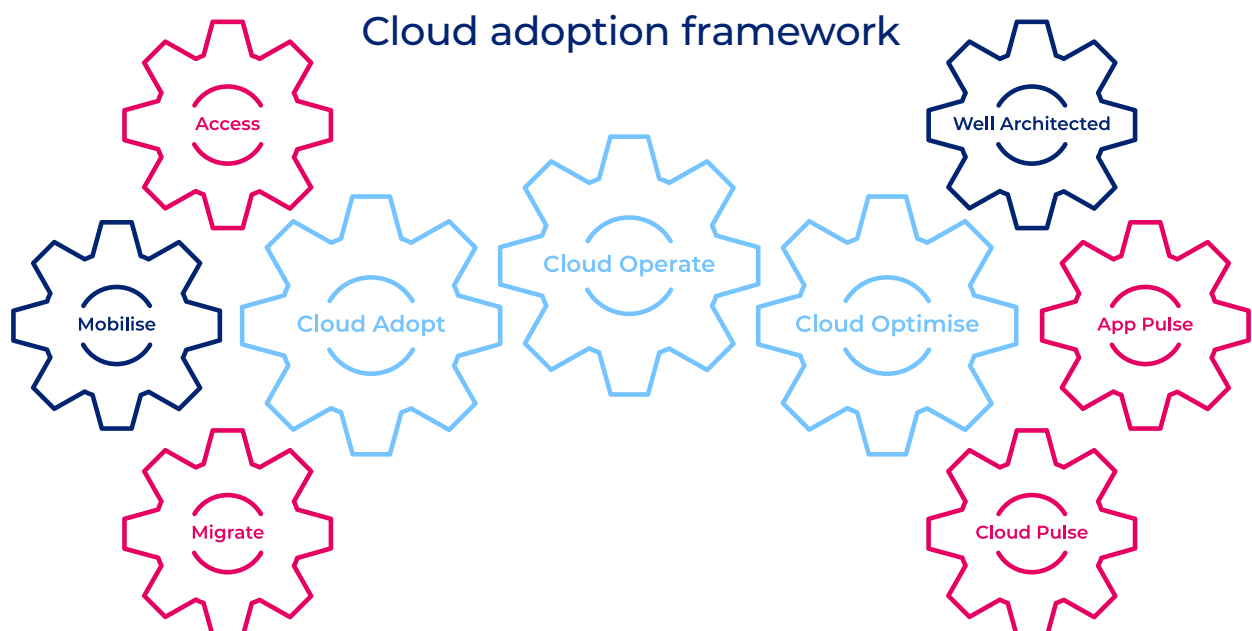 Cloud adoption framework
Access
Well Architected
Cloud Operate
Mobilise
Cloud Adopt
Cloud Optimise
App Pulse
Migrate
Cloud Pulse